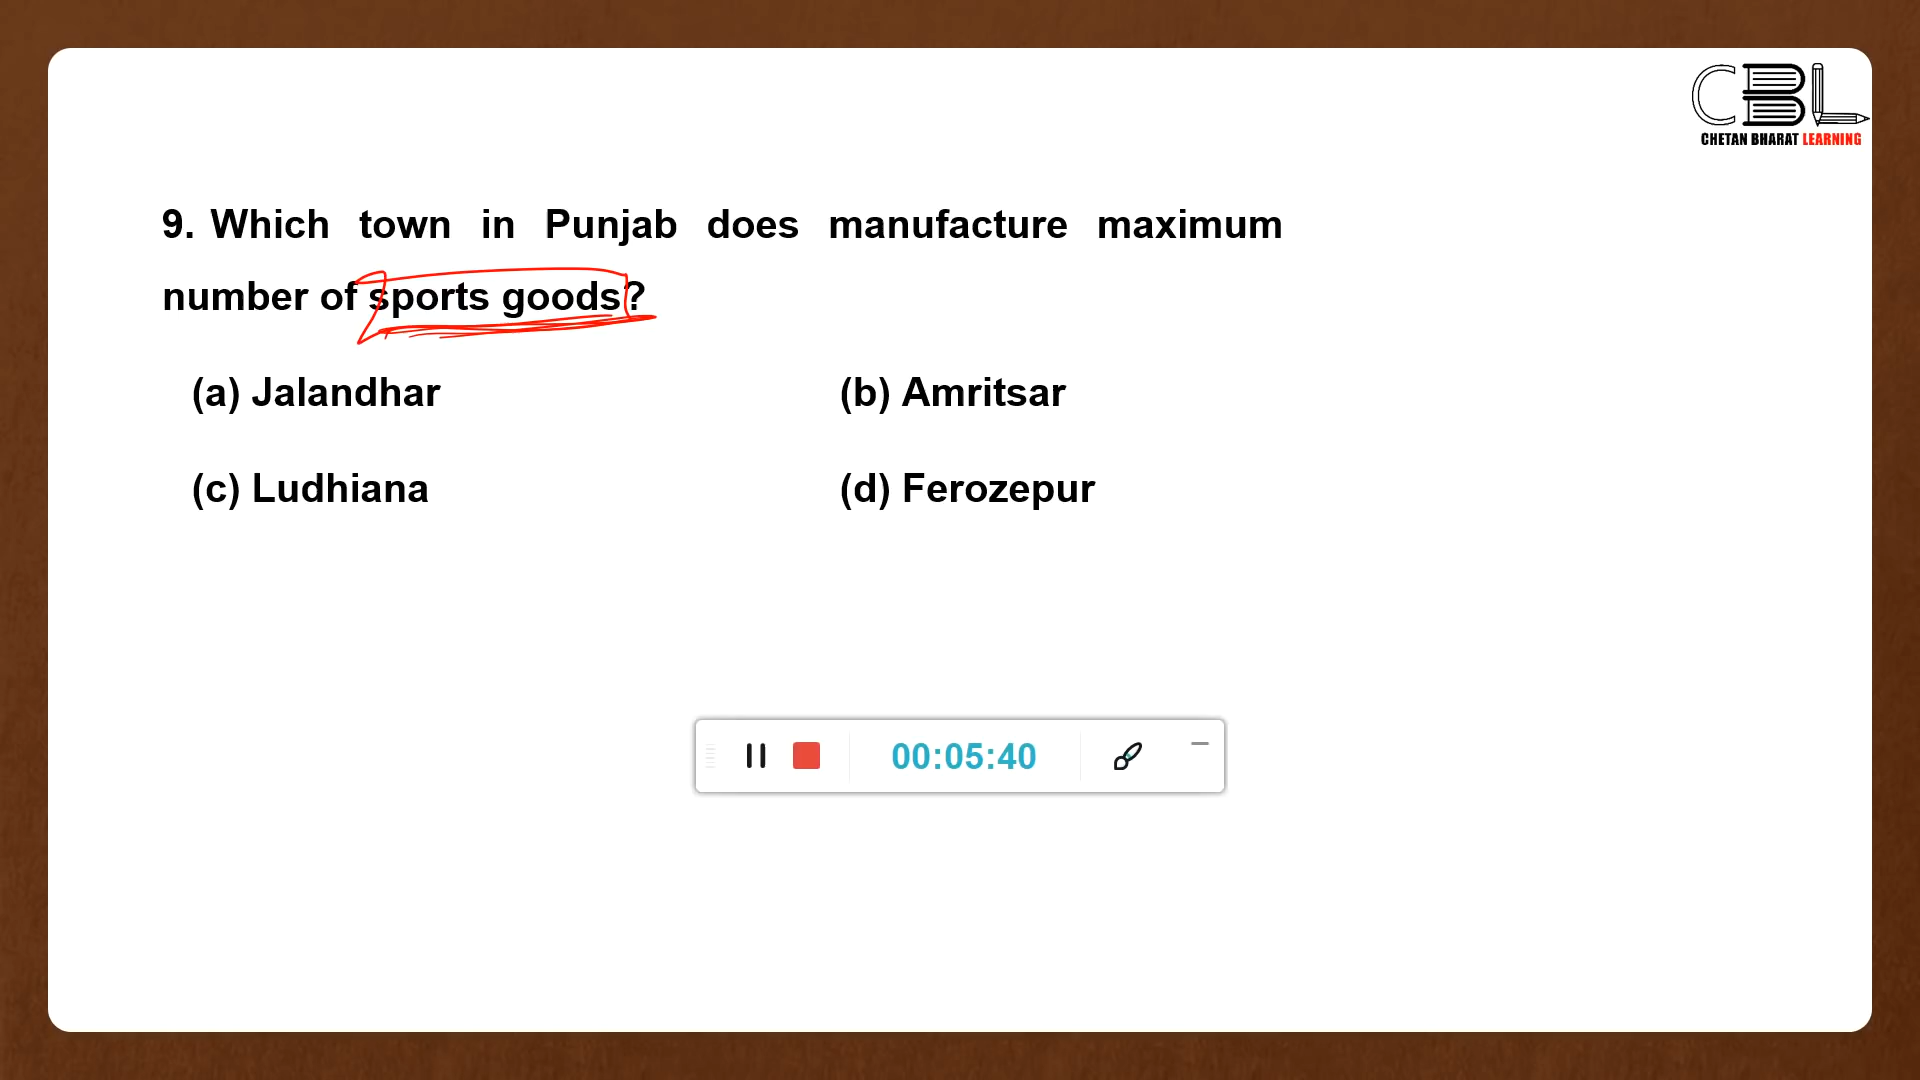 CBL
CHETAN BHARAT LEARNING
9. Which town in Punjab does manufacture maximum
number of sports goods?
(a) Jalandhar (b) Amritsar
(c) Ludhiana (d) Ferozepur
00:05:40